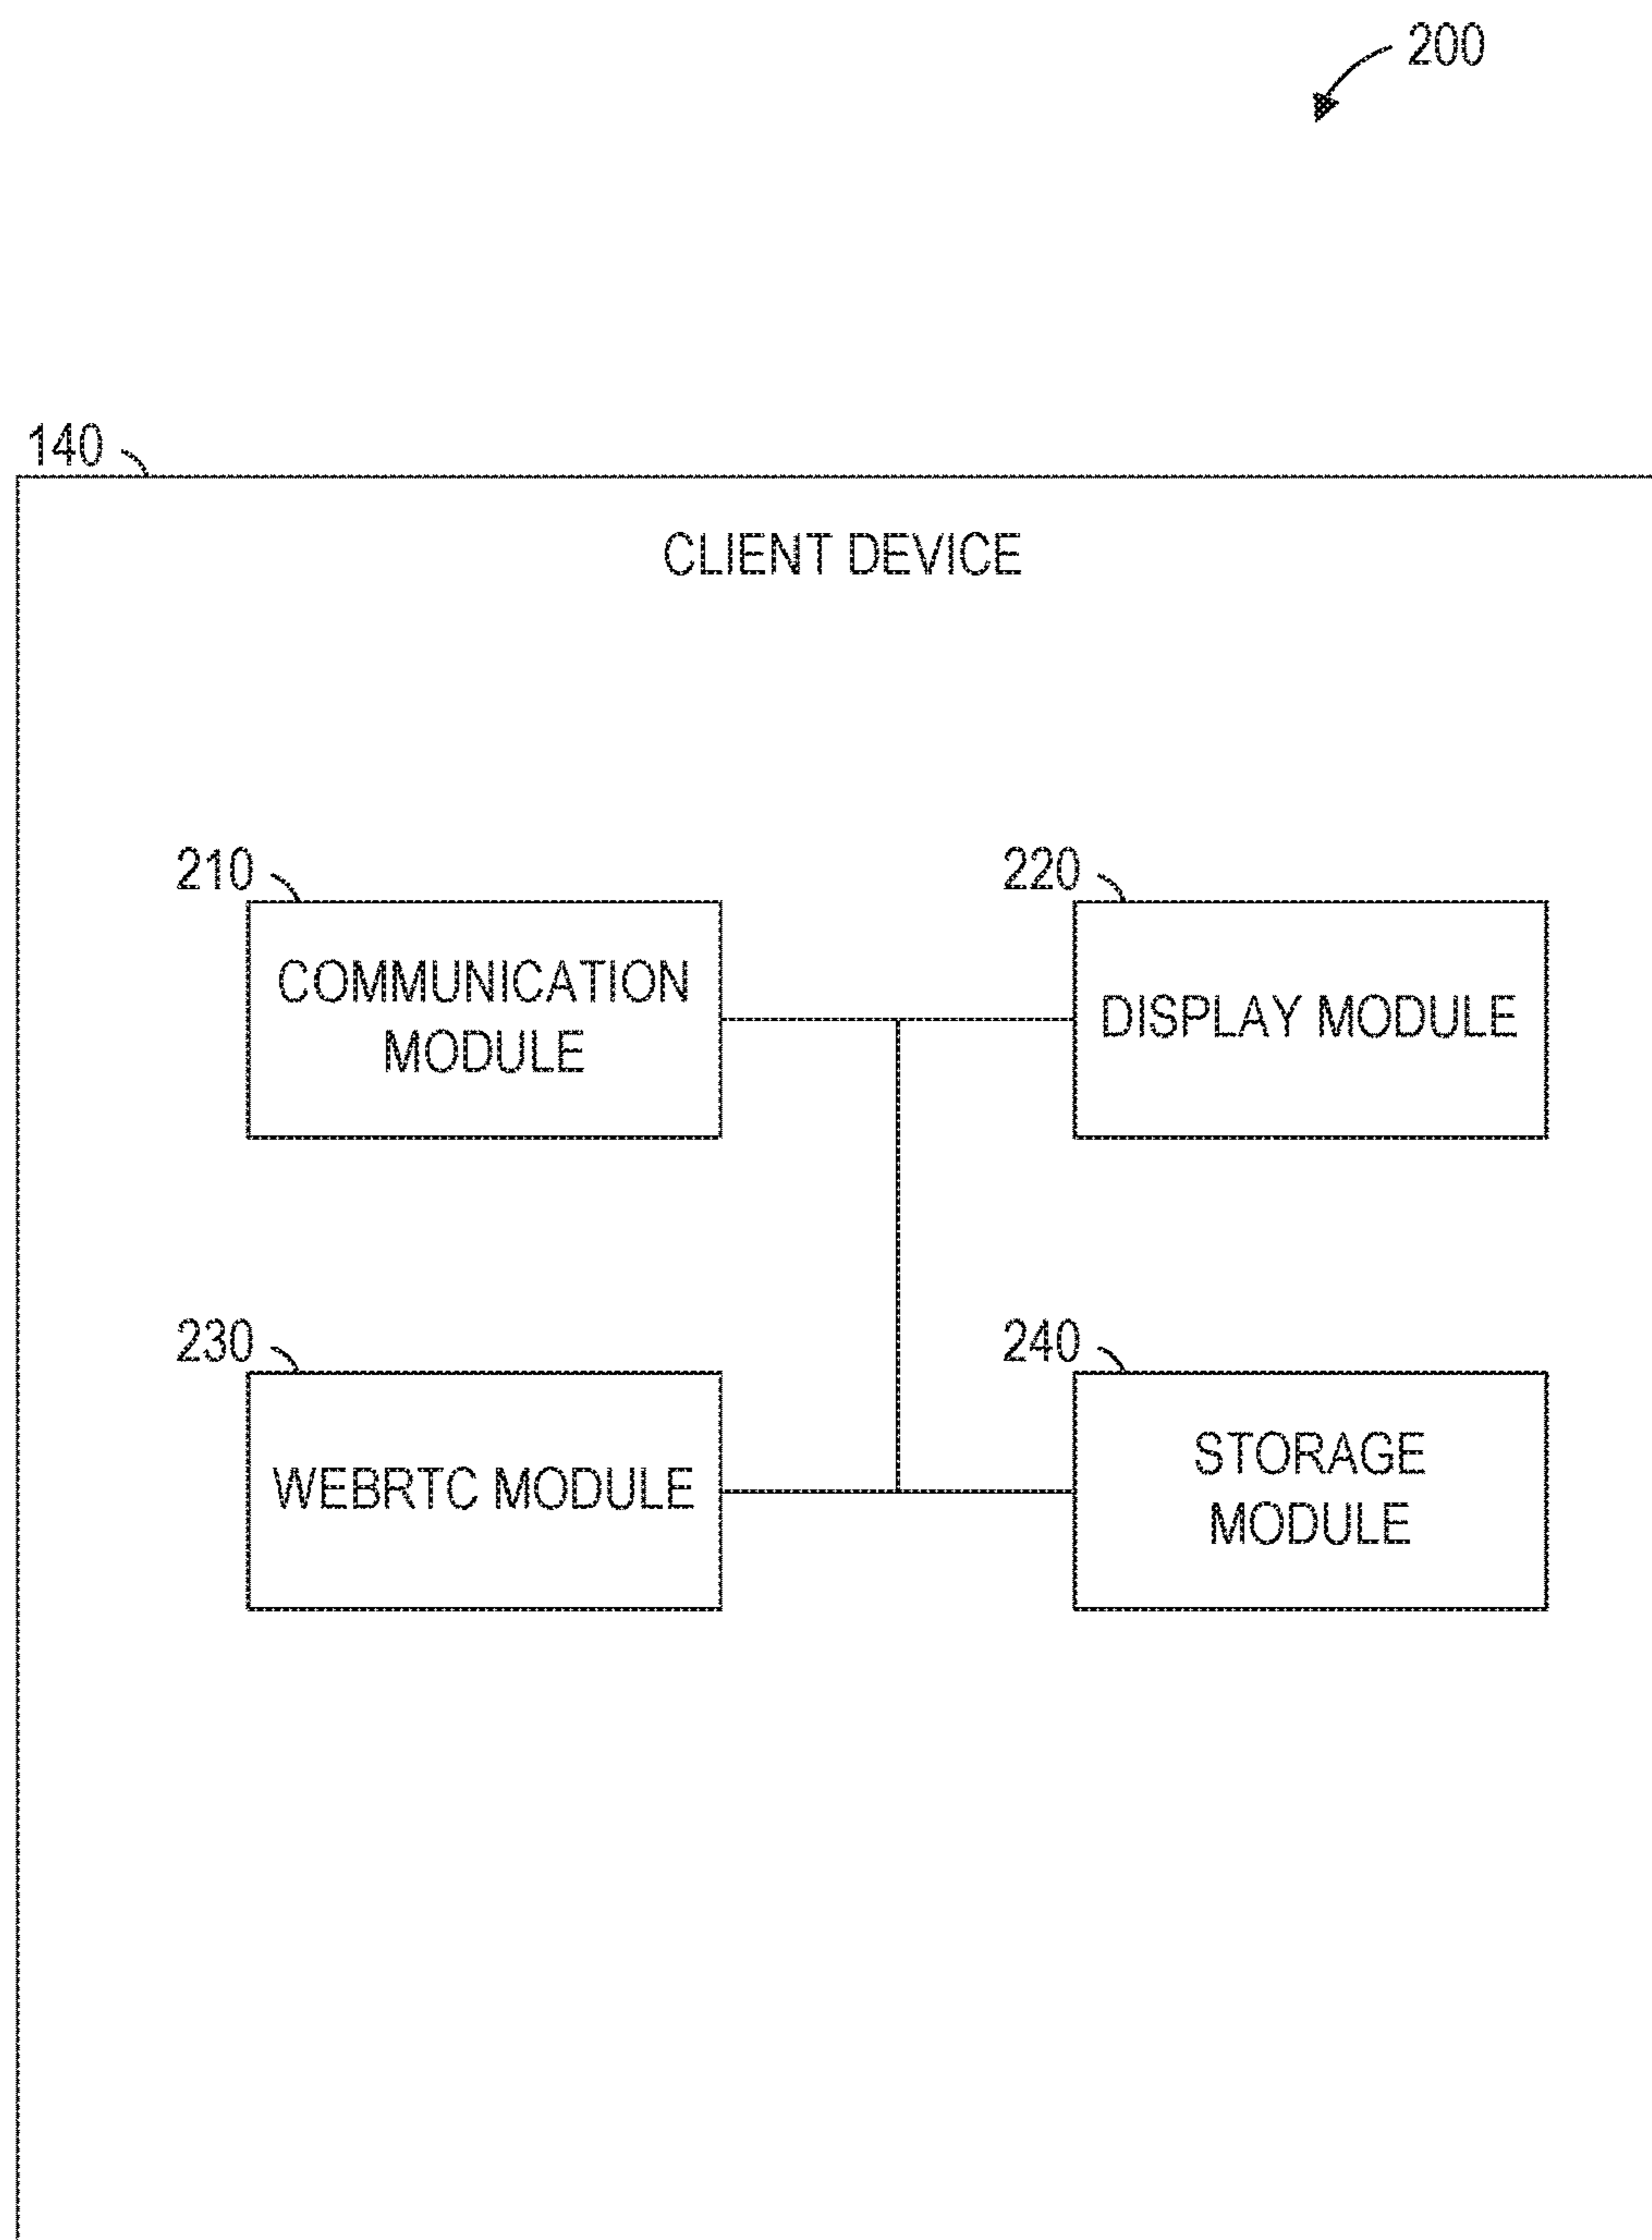 200
140
CLIENT DEVICE
210
COMMUNICATION
MODULE
220
DISPLAY MODULE
230
WEBRTC MODULE
240
STORAGE
MODULE